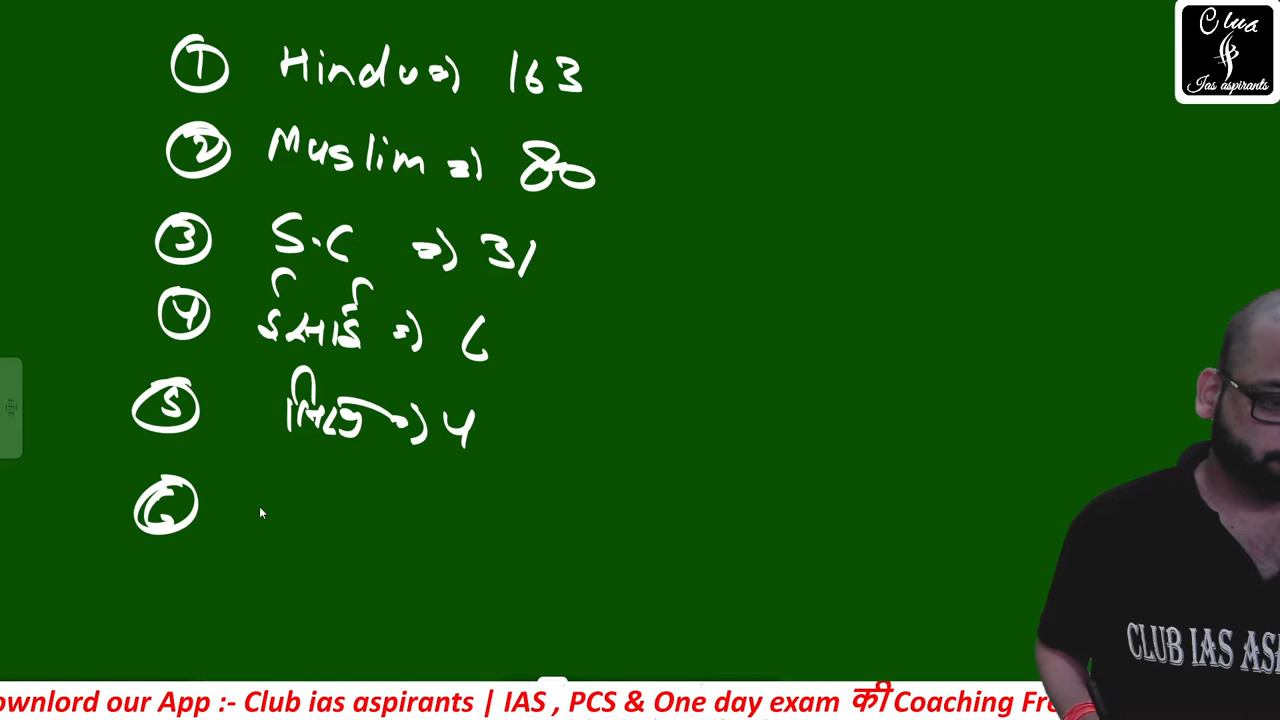 ① Hindu ⇒ 163
② Muslim ⇒ 80
③ S.C ⇒ 31
④ ईसाई ⇒ 6
⑤ सिख ⇒ 4
⑥
Club
Ias aspirants
CLUB IAS AS
ownlord our App :- Club ias aspirants | IAS , PCS & One day exam की Coaching Fr